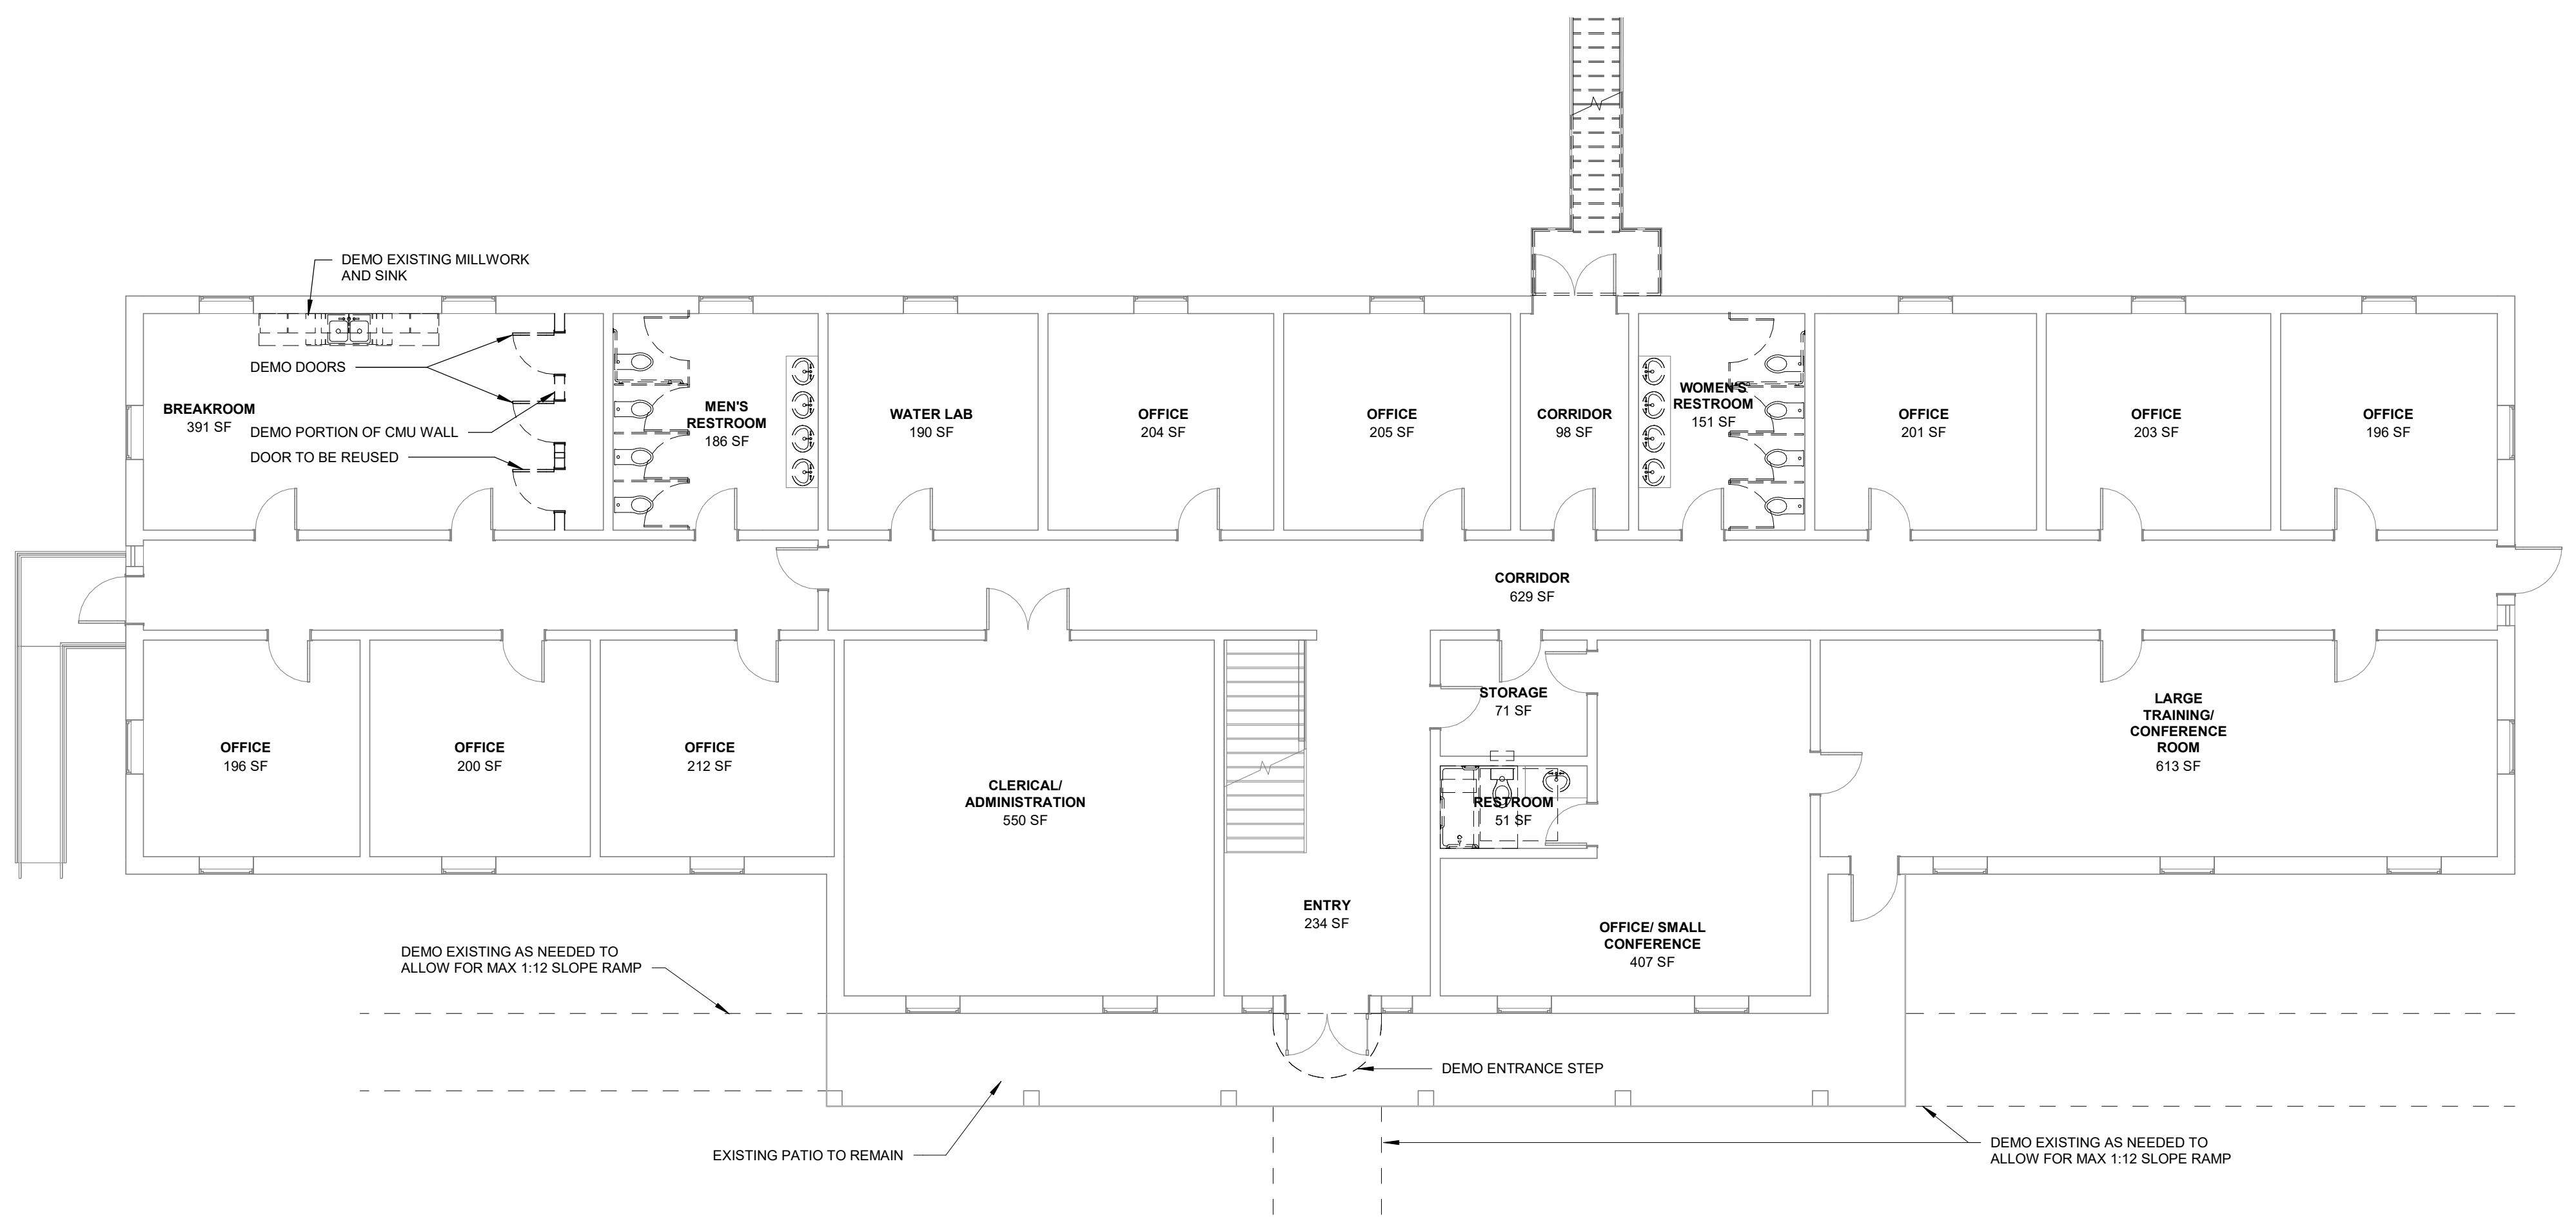 DEMO EXISTING MILLWORK
AND SINK
DEMO DOORS
BREAKROOM
391 SF
DEMO PORTION OF CMU WALL
DOOR TO BE REUSED
MEN'S
RESTROOM
186 SF
WATER LAB
190 SF
OFFICE
204 SF
OFFICE
205 SF
CORRIDOR
98 SF
WOMEN'S
RESTROOM
151 SF
OFFICE
201 SF
OFFICE
203 SF
OFFICE
196 SF
CORRIDOR
629 SF
OFFICE
196 SF
OFFICE
200 SF
OFFICE
212 SF
CLERICAL/
ADMINISTRATION
550 SF
ENTRY
234 SF
STORAGE
71 SF
RESTROOM
51 SF
OFFICE/ SMALL
CONFERENCE
407 SF
LARGE
TRAINING/
CONFERENCE
ROOM
613 SF
DEMO EXISTING AS NEEDED TO
ALLOW FOR MAX 1:12 SLOPE RAMP
DEMO ENTRANCE STEP
EXISTING PATIO TO REMAIN
DEMO EXISTING AS NEEDED TO
ALLOW FOR MAX 1:12 SLOPE RAMP